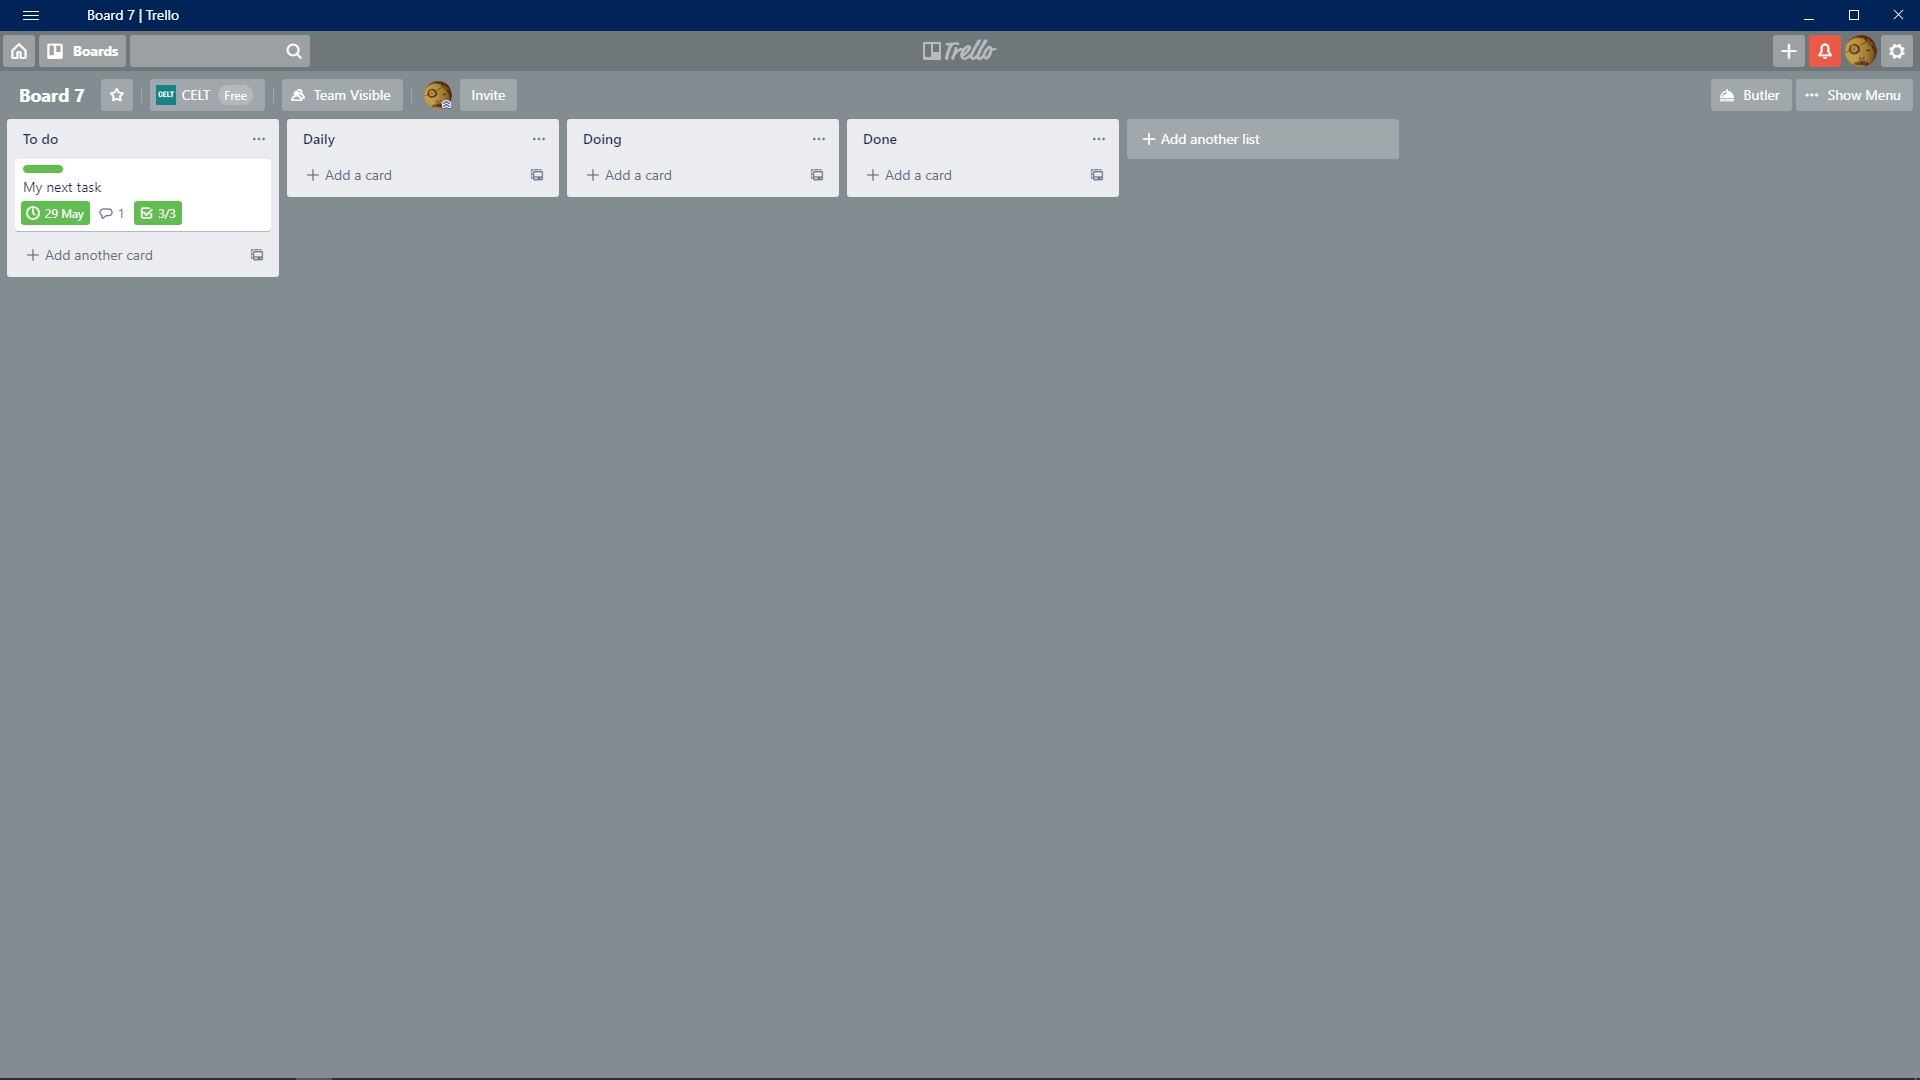 Board 7 | Trello
Boards
Trello
Board 7
CELT
CELT Free
Team Visible
Invite
Butler
Show Menu
To do
Daily
Doing
Done
Add another list
My next task
29 May 1 3/3
Add another card
Add a card
Add a card
Add a card